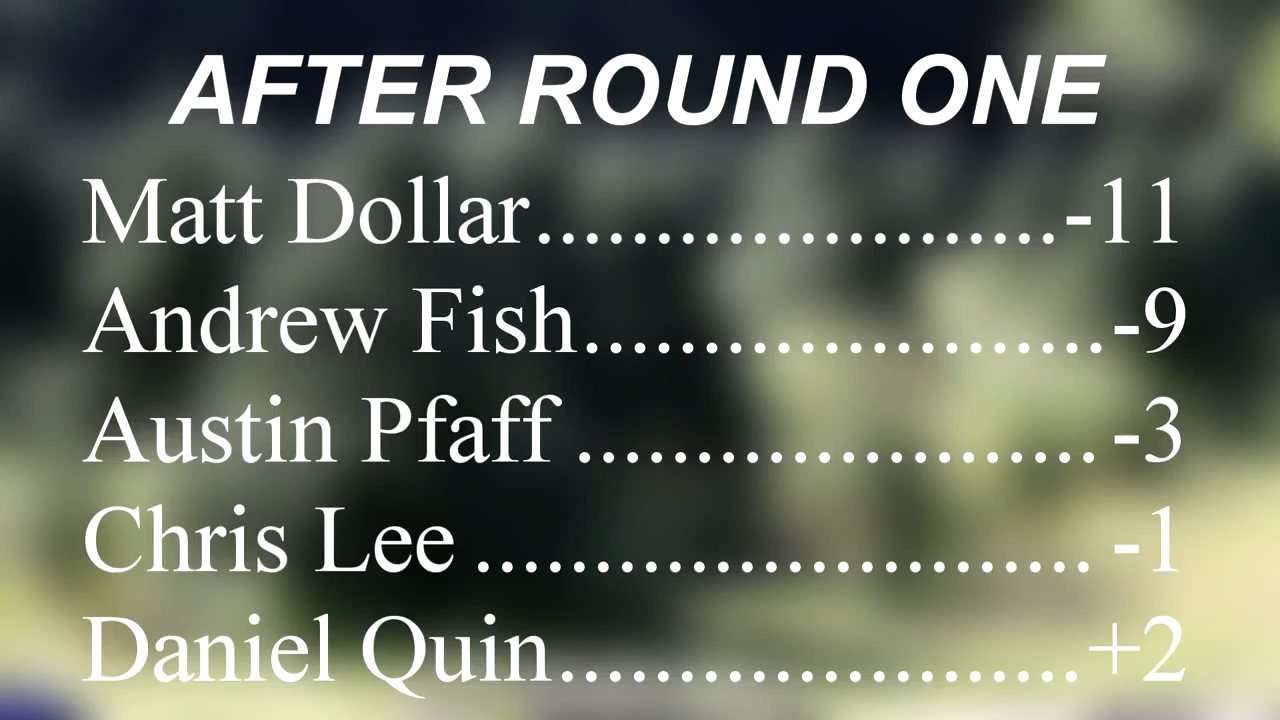 AFTER ROUND ONE
Matt Dollar......................-11
Andrew Fish......................-9
Austin Pfaff ......................-3
Chris Lee ..........................-1
Daniel Quin......................+2